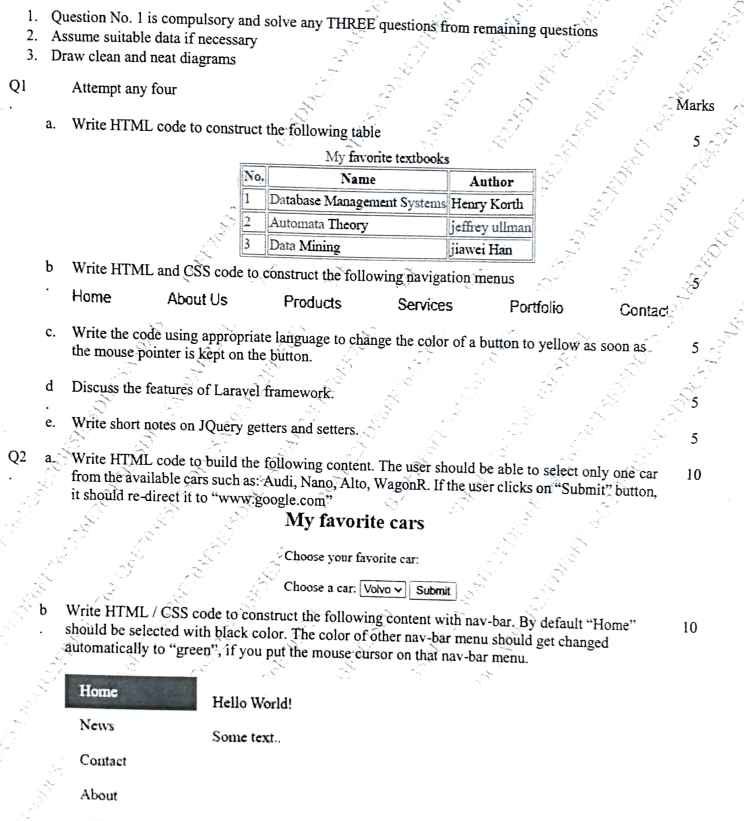 1. Question No. 1 is compulsory and solve any THREE questions from remaining questions
2. Assume suitable data if necessary
3. Draw clean and neat diagrams
Q1 Attempt any four
Marks
a. Write HTML code to construct the following table 5
My favorite textbooks
No. Name Author
1 Database Management Systems Henry Korth
2 Automata Theory jeffrey ullman
3 Data Mining jiawei Han
b Write HTML and CSS code to construct the following navigation menus 5
.
Home About Us Products Services Portfolio Contact
c. Write the code using appropriate language to change the color of a button to yellow as soon as 5
the mouse pointer is kept on the button.
d Discuss the features of Laravel framework. 5
.
e. Write short notes on JQuery getters and setters. 5
Q2 a. Write HTML code to build the following content. The user should be able to select only one car 10
. from the available cars such as: Audi, Nano, Alto, WagonR. If the user clicks on "Submit" button,
it should re-direct it to "www.google.com"
My favorite cars
Choose your favorite car:
Choose a car: Volvo Submit
b Write HTML / CSS code to construct the following content with nav-bar. By default "Home" 10
. should be selected with black color. The color of other nav-bar menu should get changed
automatically to "green", if you put the mouse cursor on that nav-bar menu.
Home
Hello World!
News
Some text..
Contact
About